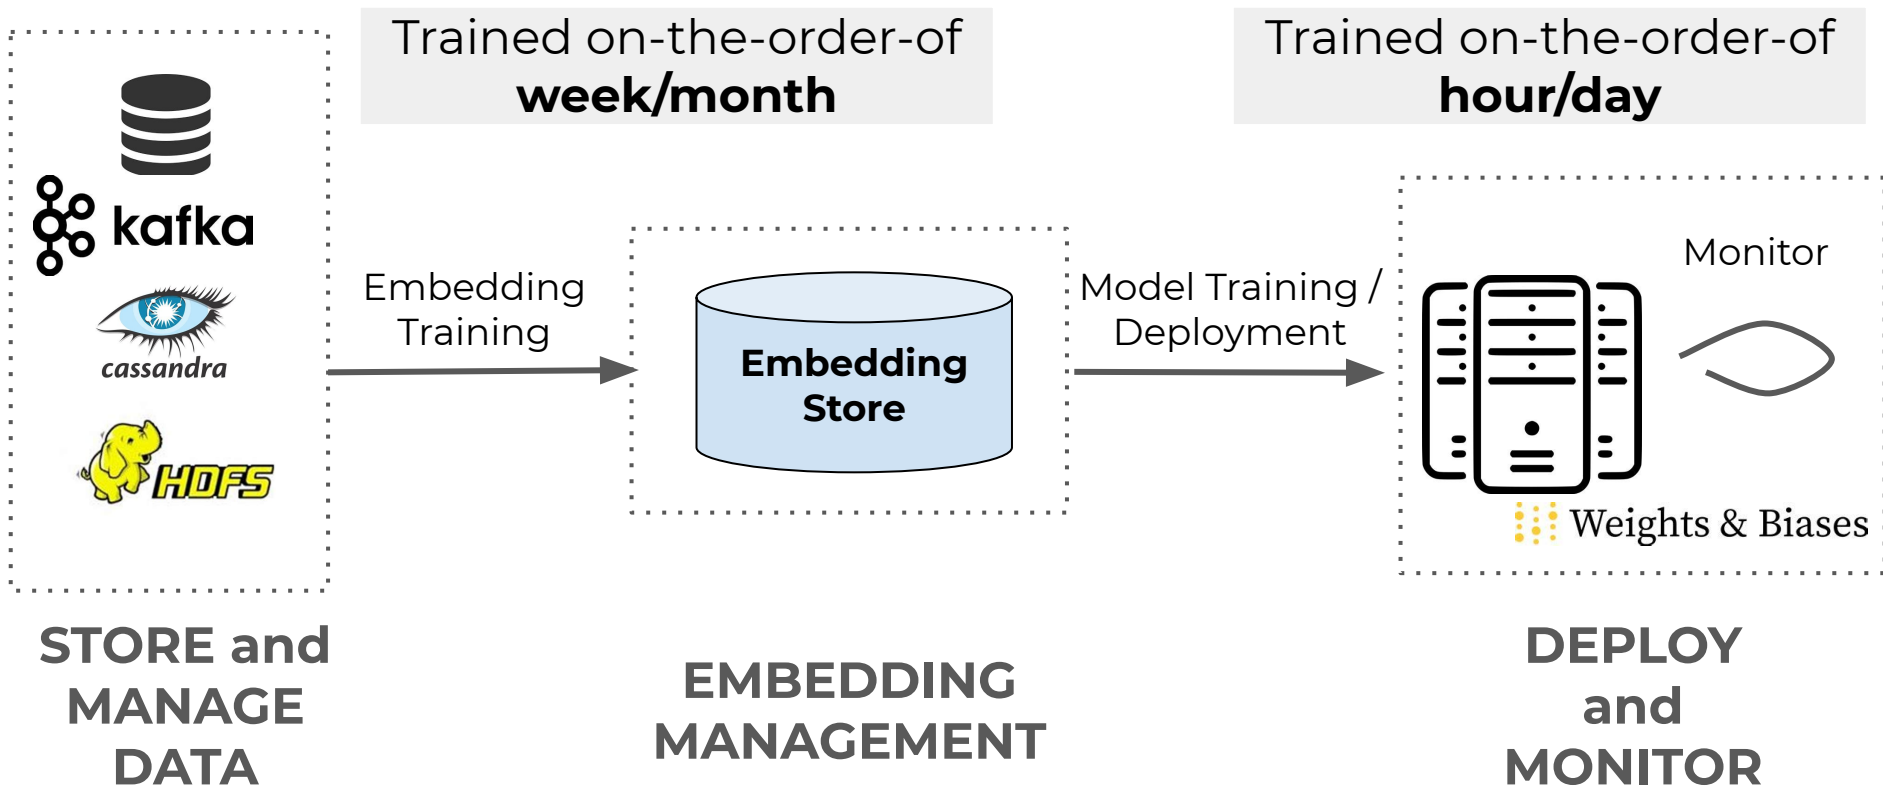 Trained on-the-order-of
week/month
Trained on-the-order-of
hour/day
kafka
cassandra
HDFS
Embedding
Training
Embedding
Store
Model Training /
Deployment
Monitor
Weights & Biases
STORE and
MANAGE
DATA
EMBEDDING
MANAGEMENT
DEPLOY
and
MONITOR